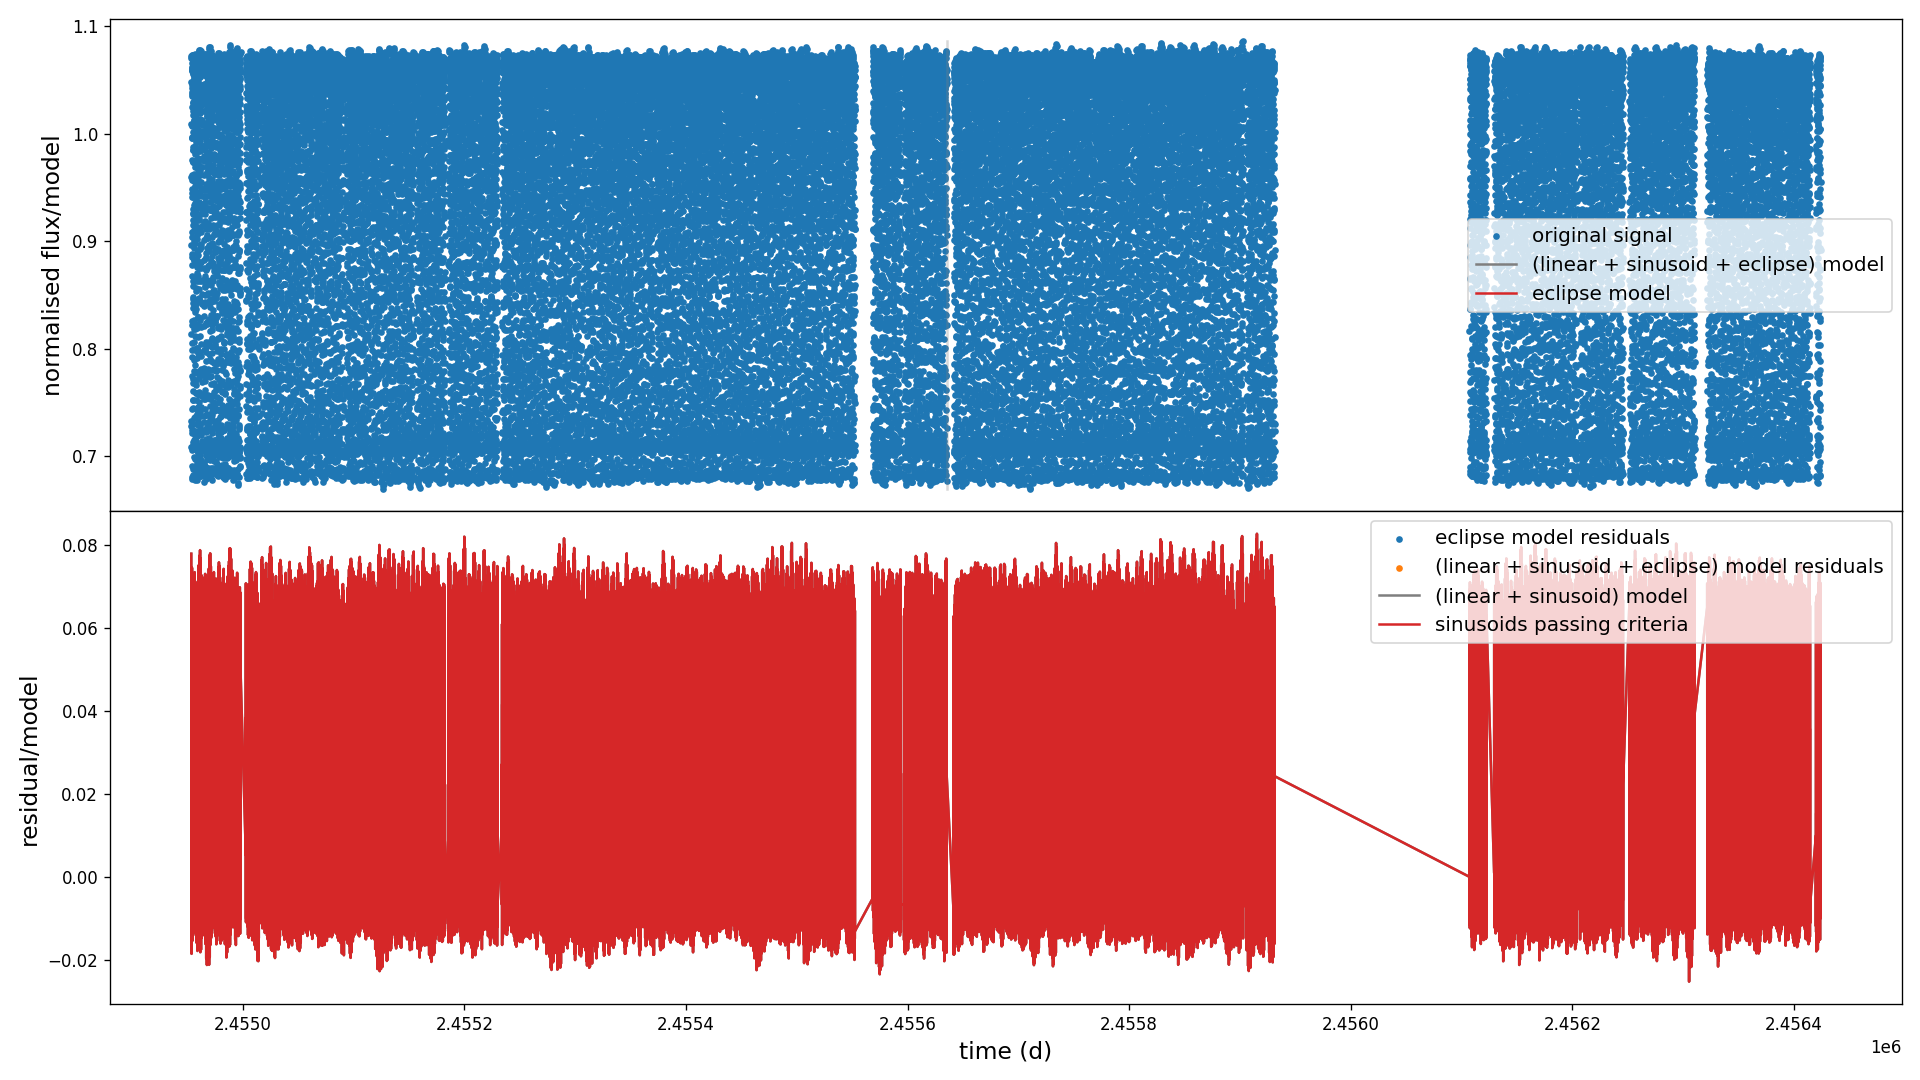 1.1
1.0
0.9
0.8
0.7
normalised flux/model
original signal
(linear + sinusoid + eclipse) model
eclipse model
0.08
0.06
0.04
0.02
0.00
−0.02
residual/model
eclipse model residuals
(linear + sinusoid + eclipse) model residuals
(linear + sinusoid) model
sinusoids passing criteria
2.4550 2.4552 2.4554 2.4556 2.4558 2.4560 2.4562 2.4564
1e6
time (d)